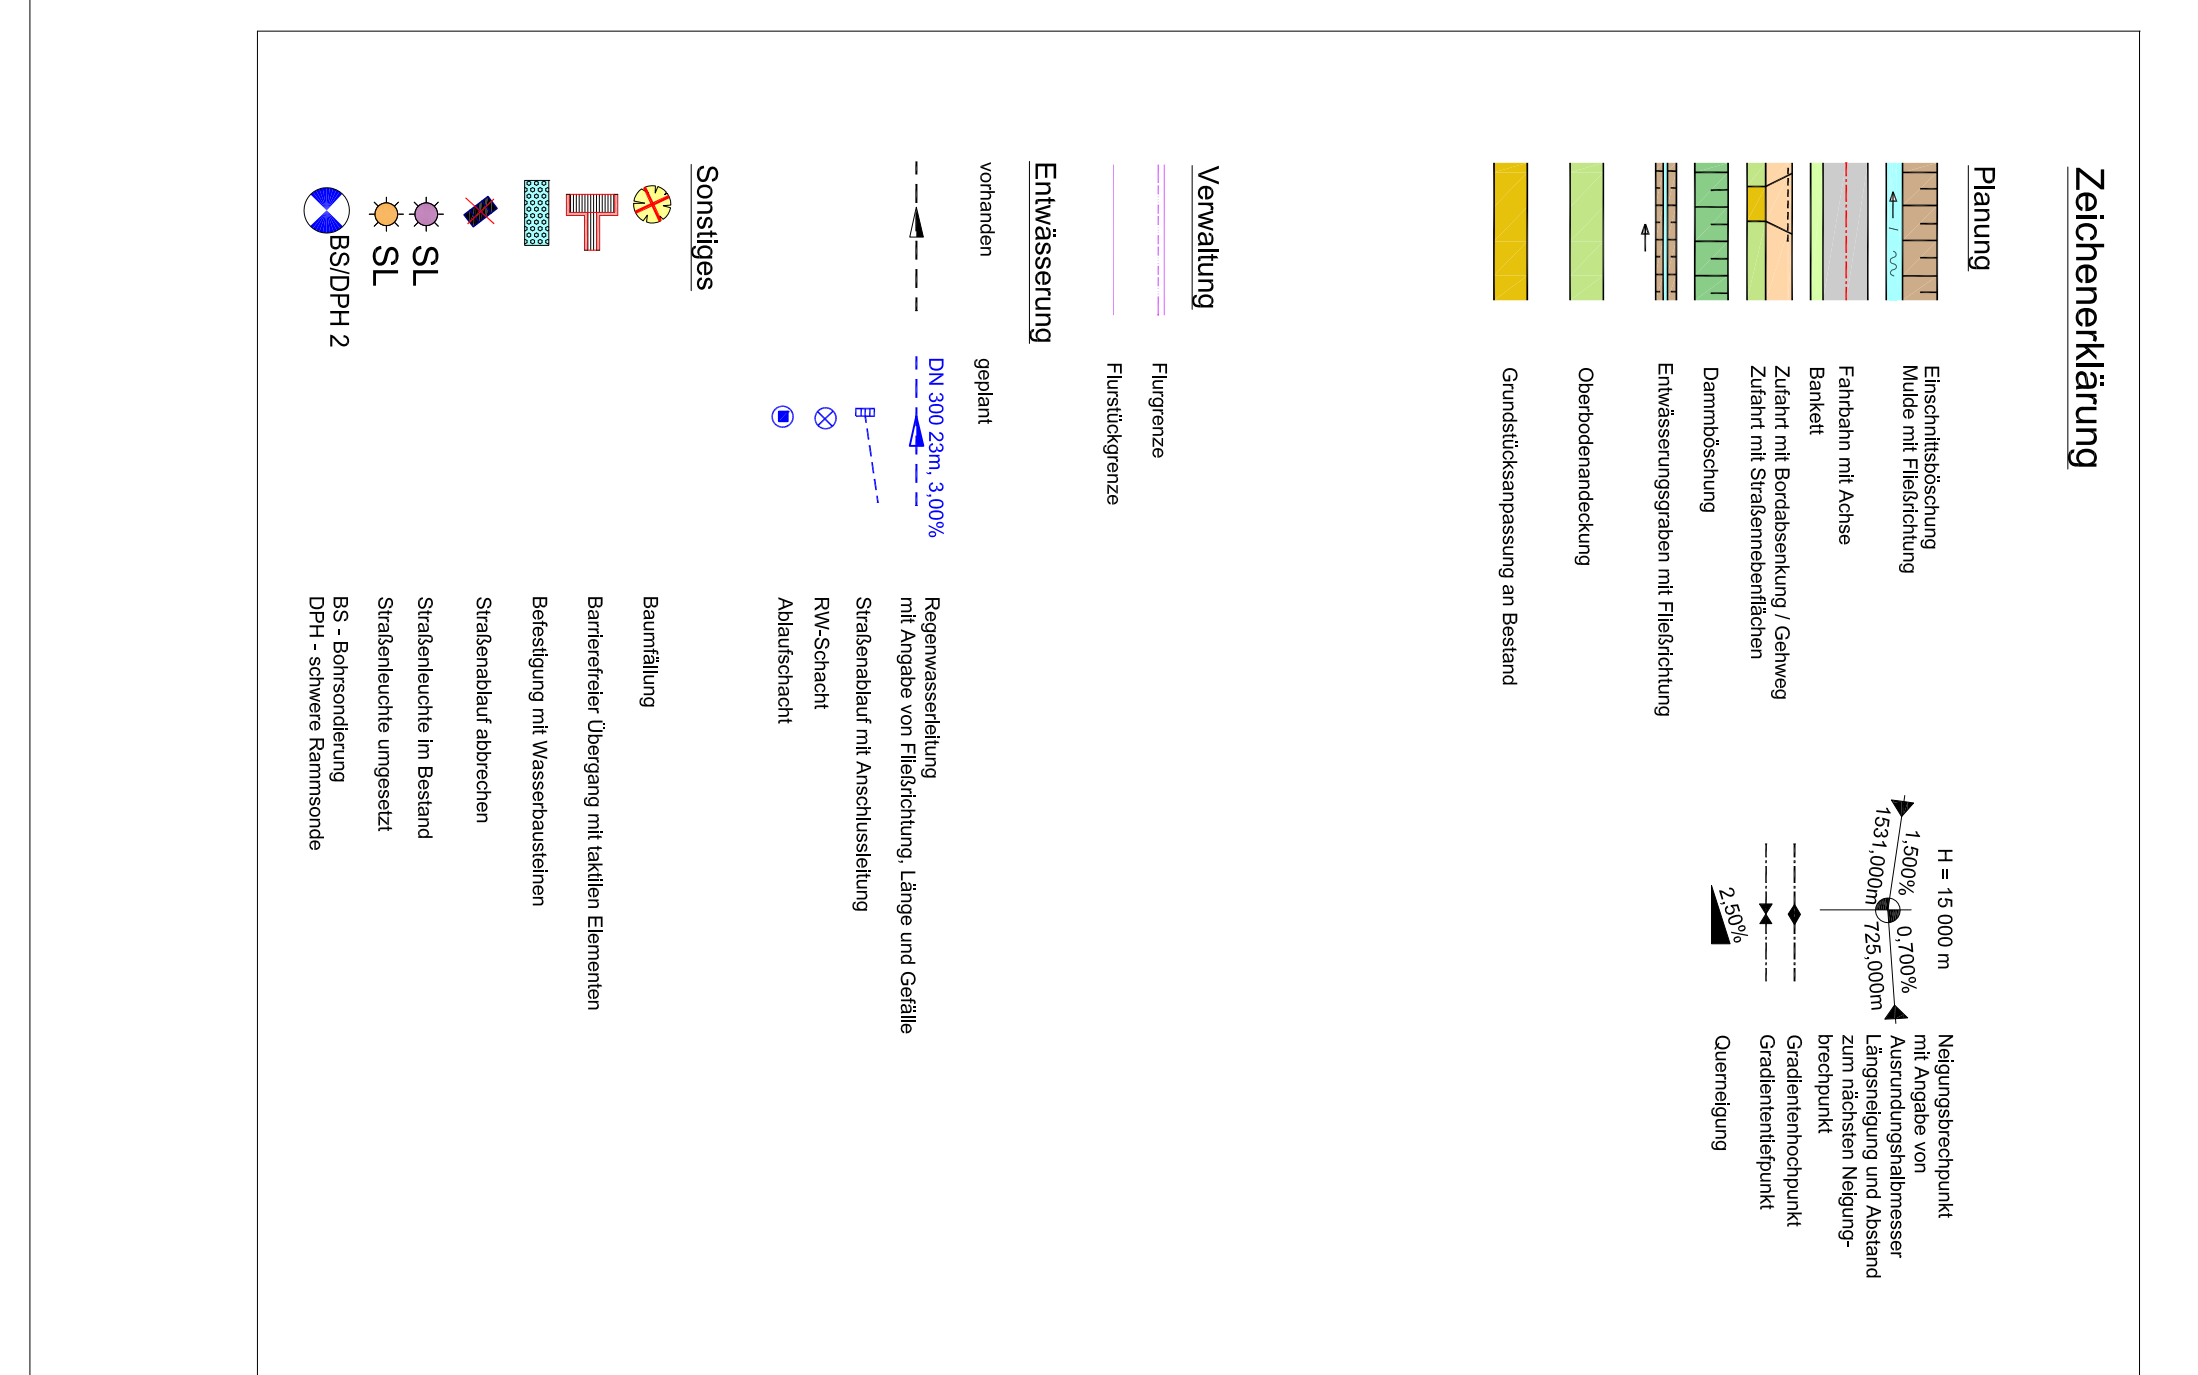 Zeichenerklärung
Planung
Einschnittsböschung
Mulde mit Fließrichtung
Fahrbahn mit Achse
Bankett
Zufahrt mit Bordabsenkung / Gehweg
Zufahrt mit Straßennebenflächen
Dammböschung
Entwässerungsgraben mit Fließrichtung
Oberbodenandeckung
Grundstücksanpassung an Bestand
H = 15 000 m
1,500%
0,700%
1531,000m
725,000m
Neigungsbrechpunkt
mit Angabe von
Ausrundungshalbmesser
Längsneigung und Abstand
zum nächsten Neigung-
brechpunkt
Gradientenhochpunkt
Gradiententiefpunkt
2,50%
Querneigung
Verwaltung
Flurgrenze
Flurstückgrenze
Entwässerung
vorhanden
geplant
DN 300 23m, 3,00%
Regenwasserleitung
mit Angabe von Fließrichtung, Länge und Gefälle
Straßenablauf mit Anschlussleitung
RW-Schacht
Ablaufschacht
Sonstiges
Baumfällung
Barrierefreier Übergang mit taktilen Elementen
Befestigung mit Wasserbausteinen
Straßenablauf abbrechen
SL
Straßenleuchte im Bestand
SL
Straßenleuchte umgesetzt
BS/DPH 2
BS - Bohrsondierung
DPH - schwere Rammsonde